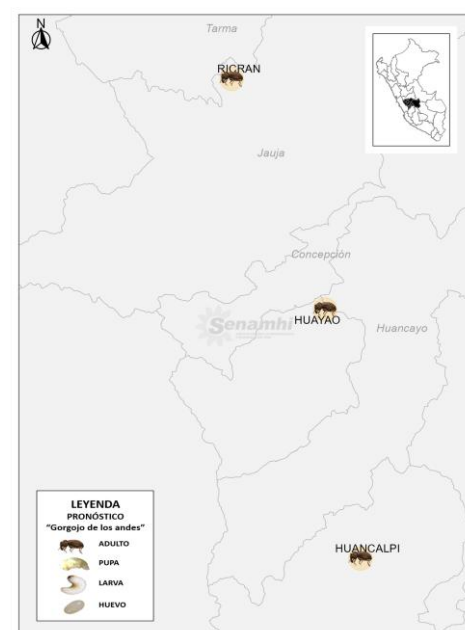 N
Tarma
RICRAN
Jauja
Concepción
Senamhi
HUAYAO
Huancayo
HUANCALPI
LEYENDA
PRONÓSTICO
"Gorgojo de los andes"
ADULTO
PUPA
LARVA
HUEVO